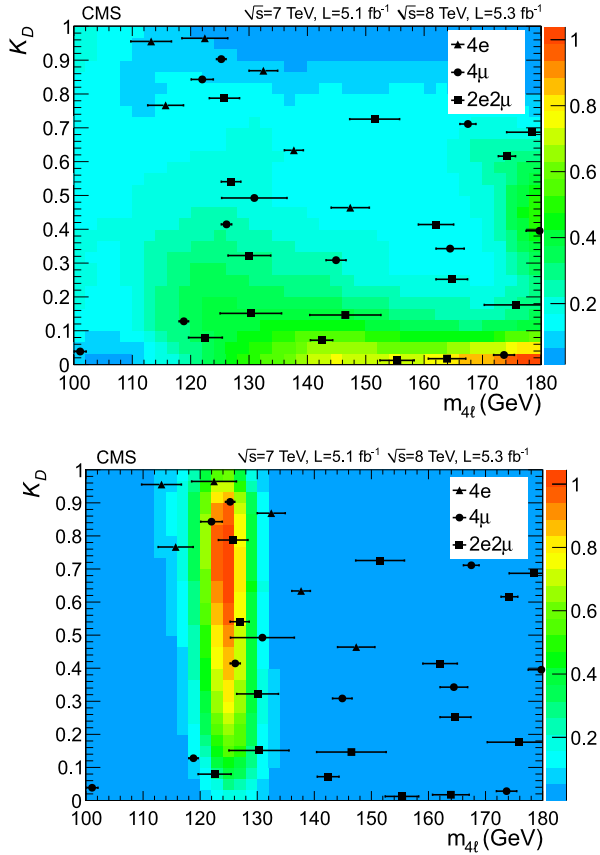 CMS √s=7 TeV, L=5.1 fb⁻¹ √s=8 TeV, L=5.3 fb⁻¹
K_D
1
0.9
0.8
0.7
0.6
0.5
0.4
0.3
0.2
0.1
0
4e
4μ
2e2μ
1
0.8
0.6
0.4
0.2
100 110 120 130 140 150 160 170 180
m_4ℓ (GeV)
CMS √s=7 TeV, L=5.1 fb⁻¹ √s=8 TeV, L=5.3 fb⁻¹
K_D
1
0.9
0.8
0.7
0.6
0.5
0.4
0.3
0.2
0.1
0
4e
4μ
2e2μ
1
0.8
0.6
0.4
0.2
100 110 120 130 140 150 160 170 180
m_4ℓ (GeV)